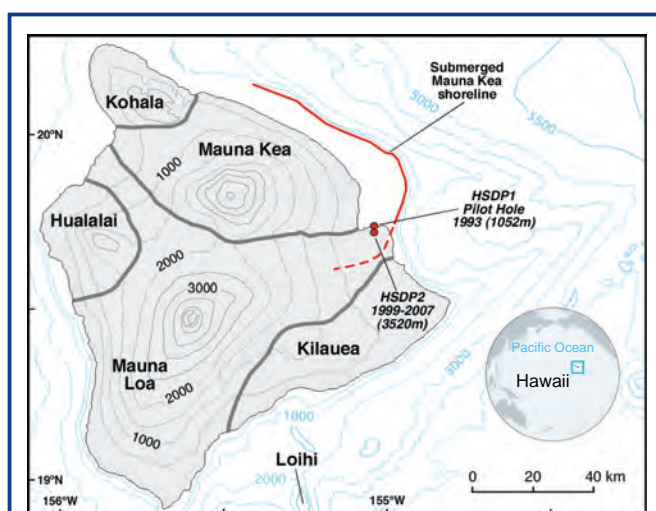 Submerged
Mauna Kea
shoreline
5000
5500
Kohala
20°N
Mauna Kea
1000
HSDP1
Pilot Hole
1993 (1052m)
Hualalai
2000
3000
HSDP2
1999-2007
(3520m)
Kilauea
Pacific Ocean
Hawaii
Mauna
Loa
2000
3000
1000
1000
Loihi
2000
19°N
0 20 40 km
156°W
155°W